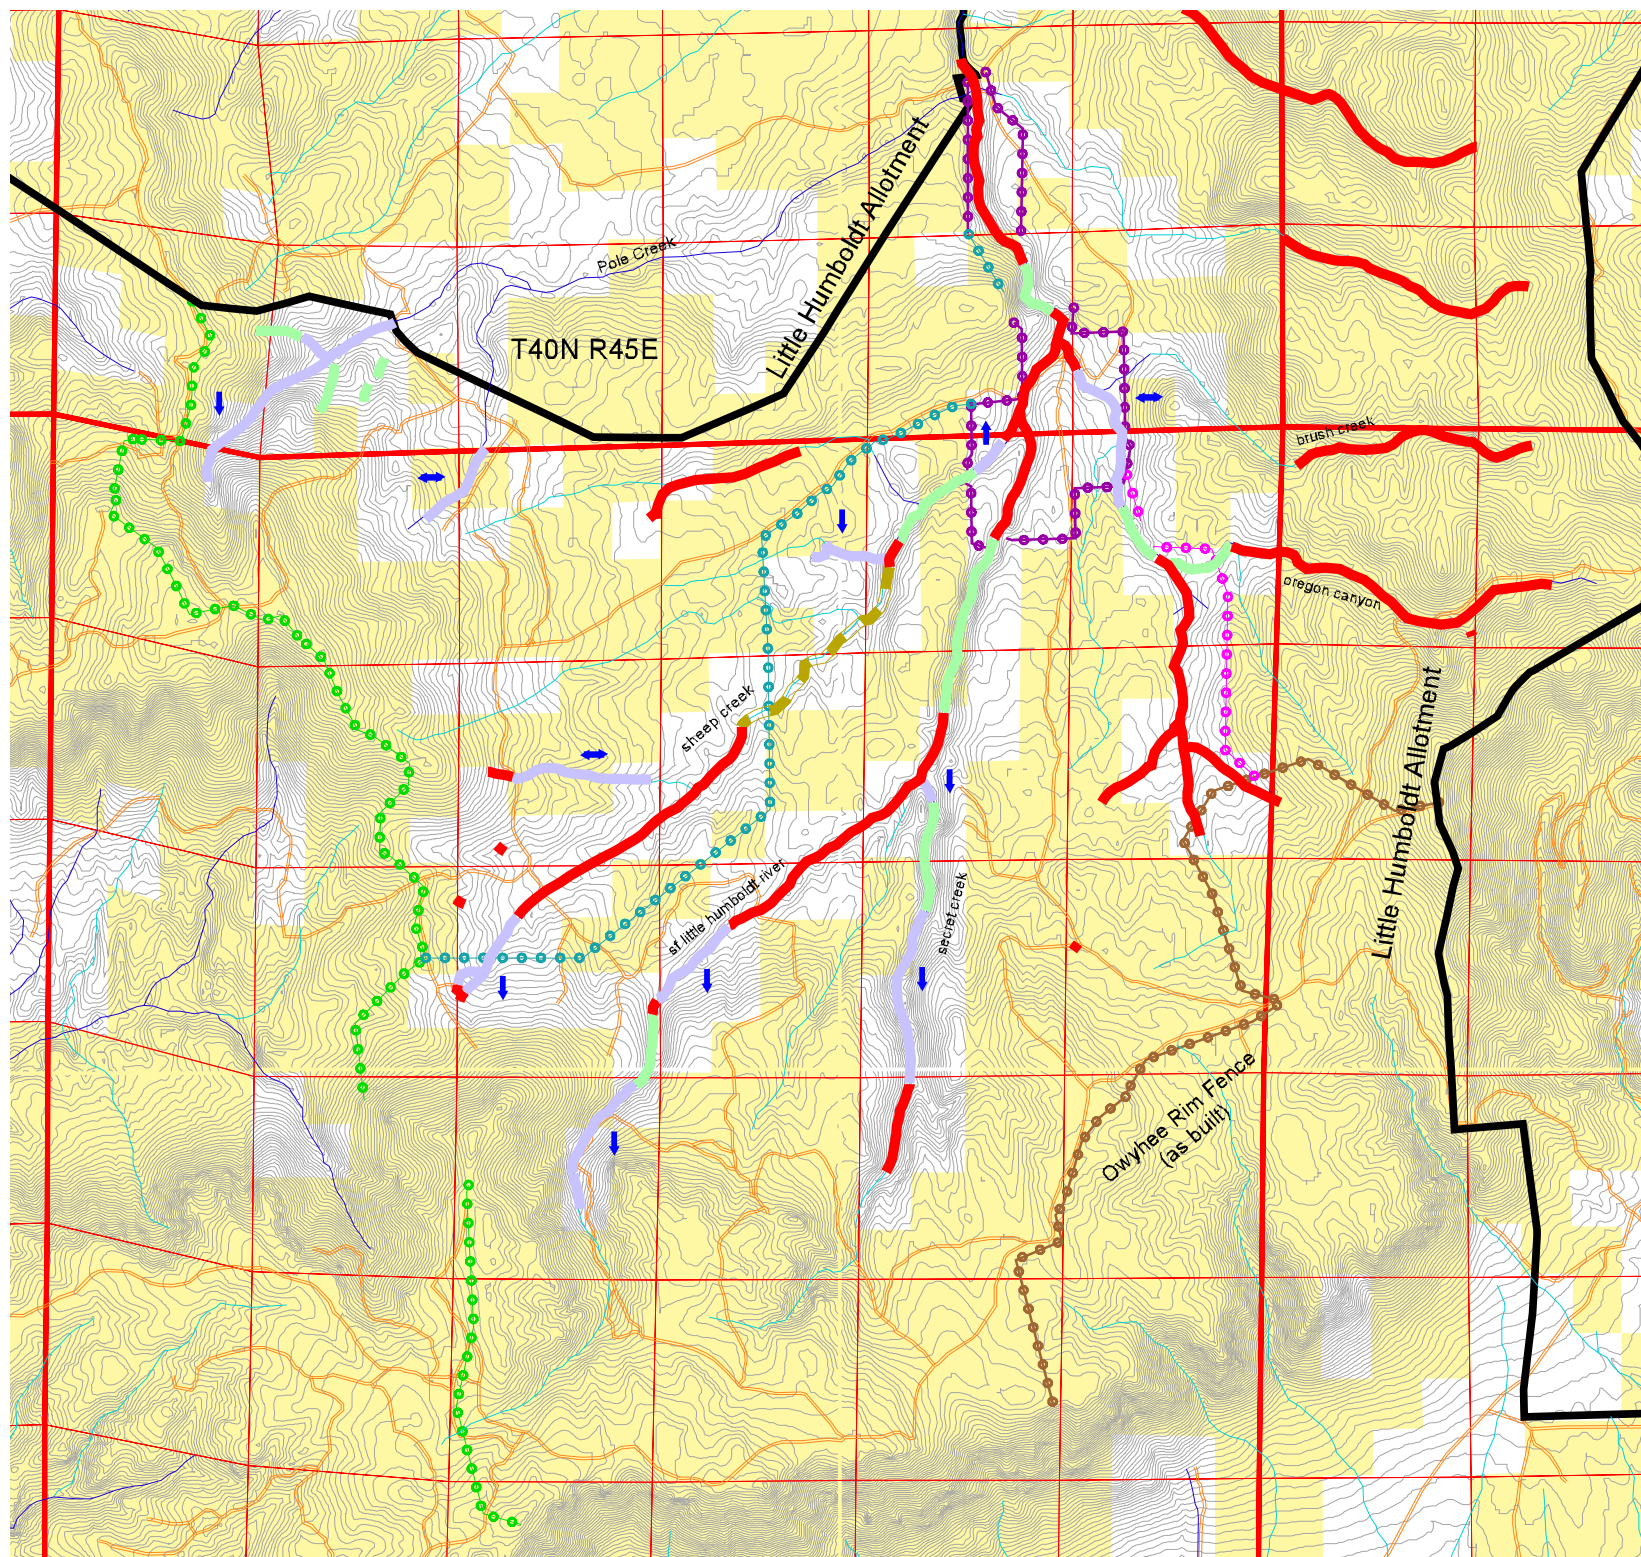 Little Humboldt Allotment
Pole Creek
T40N R45E
brush creek
oregon canyon
sheep creek
Little Humboldt Allotment
sf little humboldt river
secret creek
Owyhee Rim Fence
(as built)